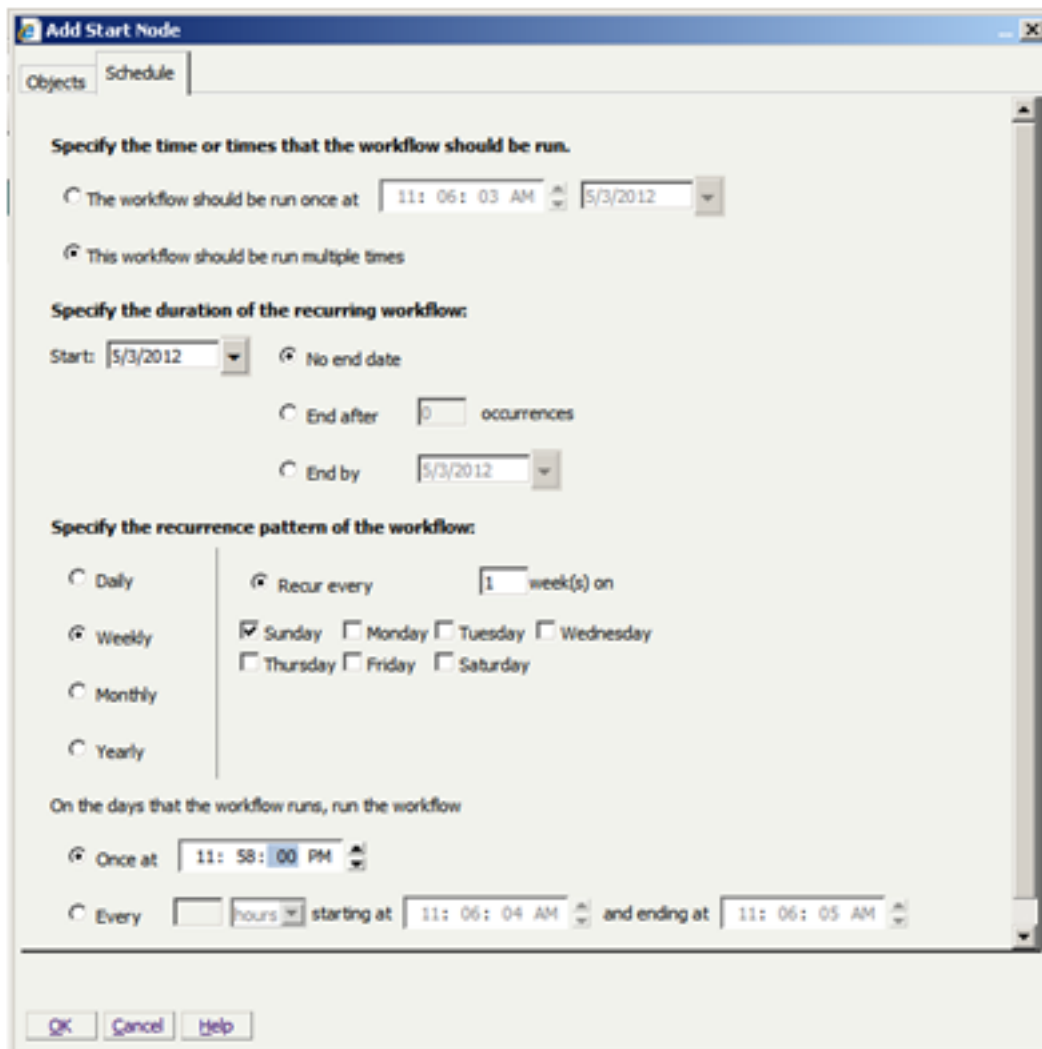 Add Start Node
Objects Schedule
Specify the time or times that the workflow should be run.
The workflow should be run once at 11: 06: 03 AM 5/3/2012
This workflow should be run multiple times
Specify the duration of the recurring workflow:
Start: 5/3/2012 No end date
End after 0 occurrences
End by 5/3/2012
Specify the recurrence pattern of the workflow:
Daily Recur every 1 week(s) on
Weekly Sunday Monday Tuesday Wednesday
Thursday Friday Saturday
Monthly
Yearly
On the days that the workflow runs, run the workflow
Once at 11: 58: 00 PM
Every hours starting at 11: 06: 04 AM and ending at 11: 06: 05 AM
OK Cancel Help